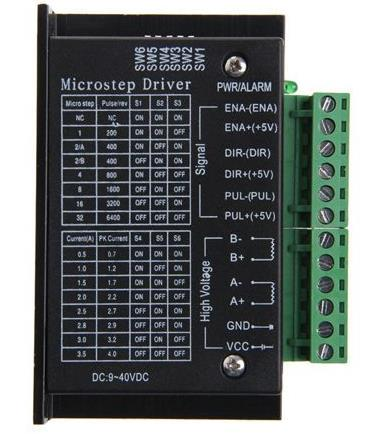 SW6
SW5
SW4
SW3
SW2
SW1
Microstep Driver
Micro step Pulse/rev S1 S2 S3
NC NC ON ON ON
1 200 ON ON OFF
2/A 400 ON OFF ON
2/B 400 OFF ON ON
4 800 ON OFF OFF
8 1600 OFF ON OFF
16 3200 OFF OFF ON
32 6400 OFF OFF OFF
Current(A) PK Current S4 S5 S6
0.5 0.7 ON ON ON
1.0 1.2 ON OFF ON
1.5 1.7 ON ON OFF
2.0 2.2 ON OFF OFF
2.5 2.7 OFF ON ON
2.8 2.9 OFF OFF ON
3.0 3.2 OFF ON OFF
3.5 4.0 OFF OFF OFF
DC:9~40VDC
PWR/ALARM
Signal
ENA-(ENA)
ENA+(+5V)
DIR-(DIR)
DIR+(+5V)
PUL-(PUL)
PUL+(+5V)
High Voltage
B-
B+
A-
A+
GND
VCC